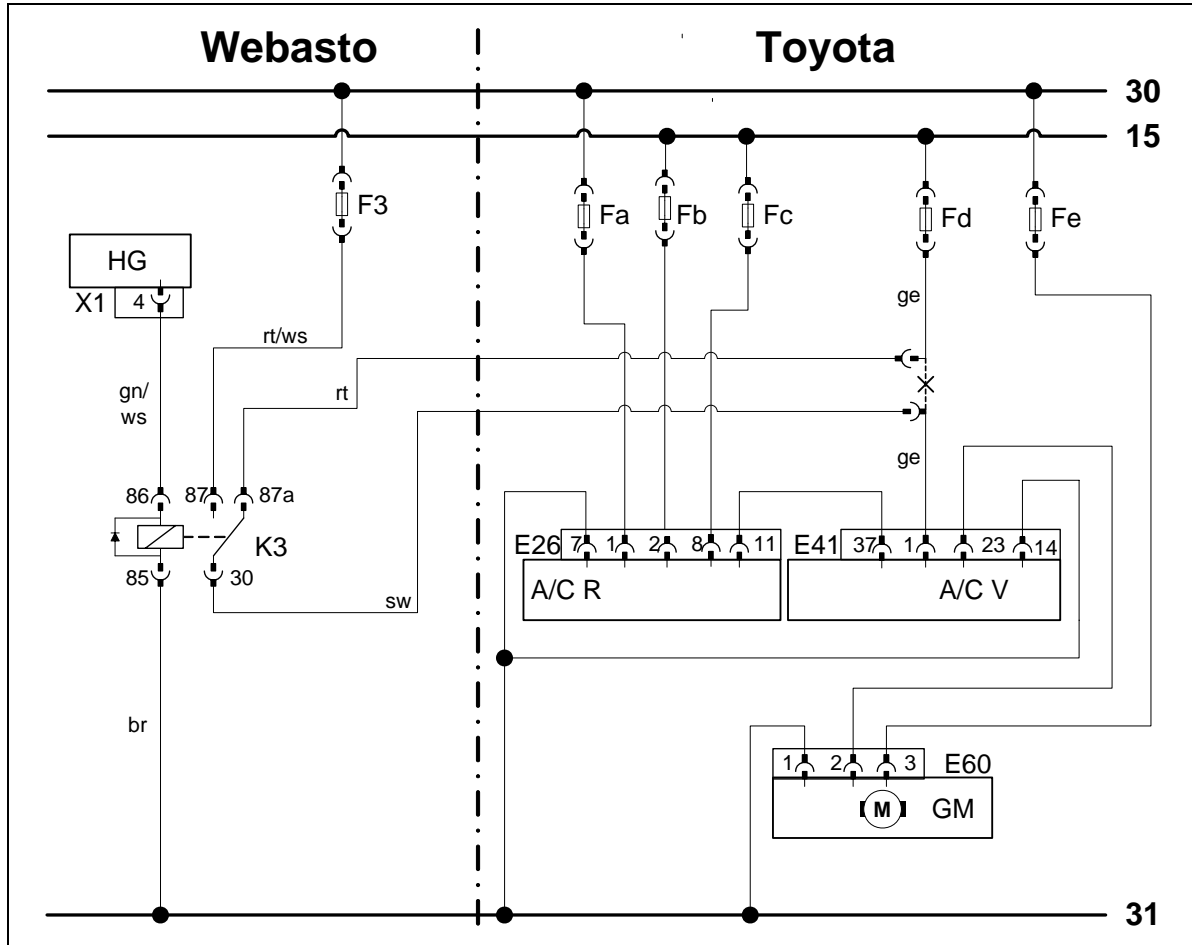 Webasto Toyota
30
15
F3 Fa Fb Fc Fd Fe
HG
X1 4
ge
rt/ws
gn/
ws
rt
ge
86 87 87a
K3
85 30
sw
E26 7 1 2 8 11 E41 37 1 23 14
A/C R A/C V
br
1 2 3 E60
M GM
31